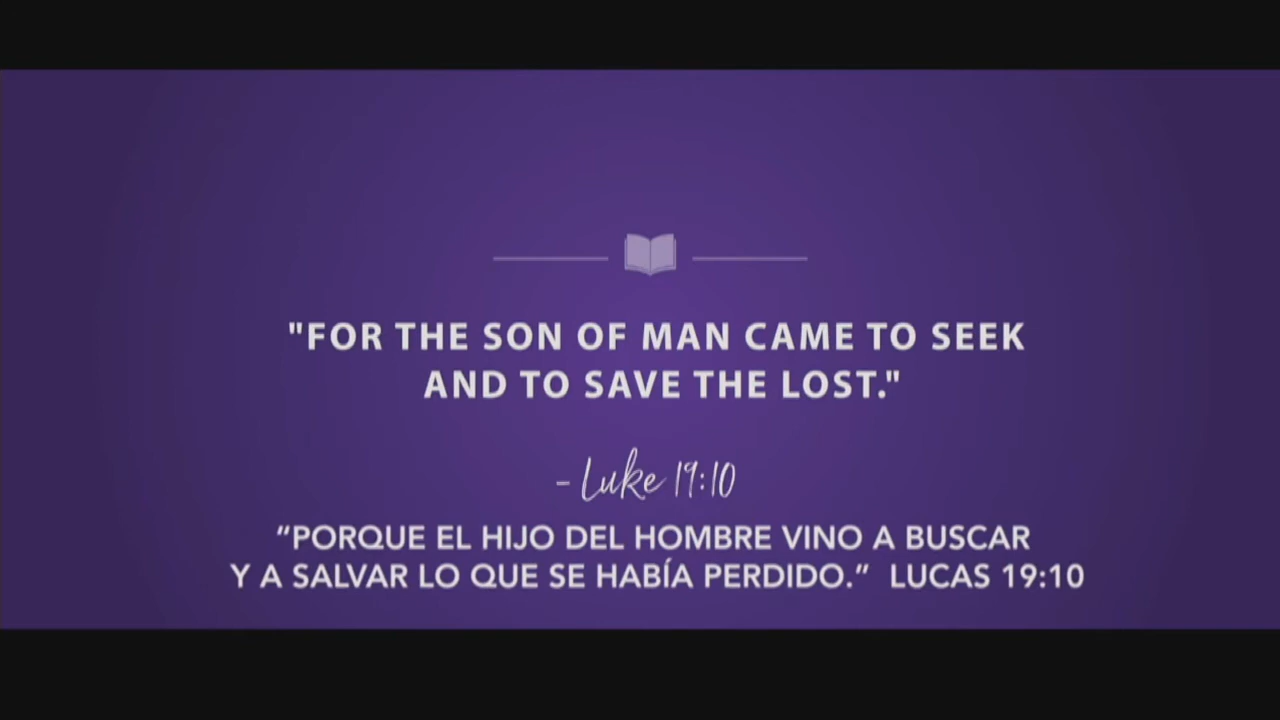 "FOR THE SON OF MAN CAME TO SEEK
AND TO SAVE THE LOST."
- Luke 19:10
“PORQUE EL HIJO DEL HOMBRE VINO A BUSCAR
Y A SALVAR LO QUE SE HABÍA PERDIDO.” LUCAS 19:10